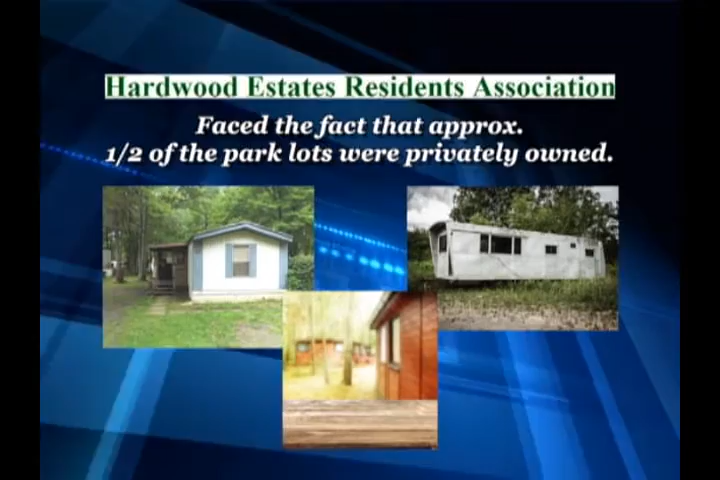 Hardwood Estates Residents Association
Faced the fact that approx.
1/2 of the park lots were privately owned.